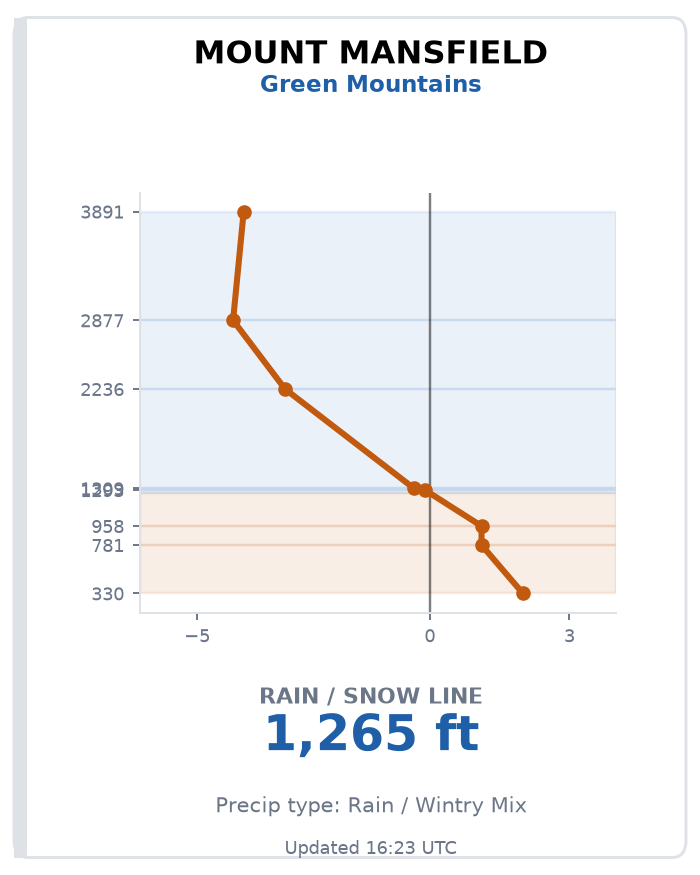 MOUNT MANSFIELD
Green Mountains
3891
2877
2236
958
781
330
−5 0 3
RAIN / SNOW LINE
1,265 ft
Precip type: Rain / Wintry Mix
Updated 16:23 UTC